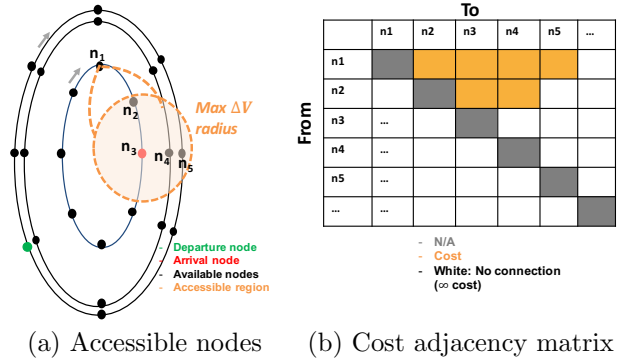 n1
n2
n3
n4
n5
Max ΔV
radius
- Departure node
- Arrival node
- Available nodes
- Accessible region
(a) Accessible nodes
To
From
n1 n2 n3 n4 n5 ...
n1
n2
n3 ...
n4 ...
n5 ...
... ...
- N/A
- Cost
- White: No connection
(∞ cost)
(b) Cost adjacency matrix